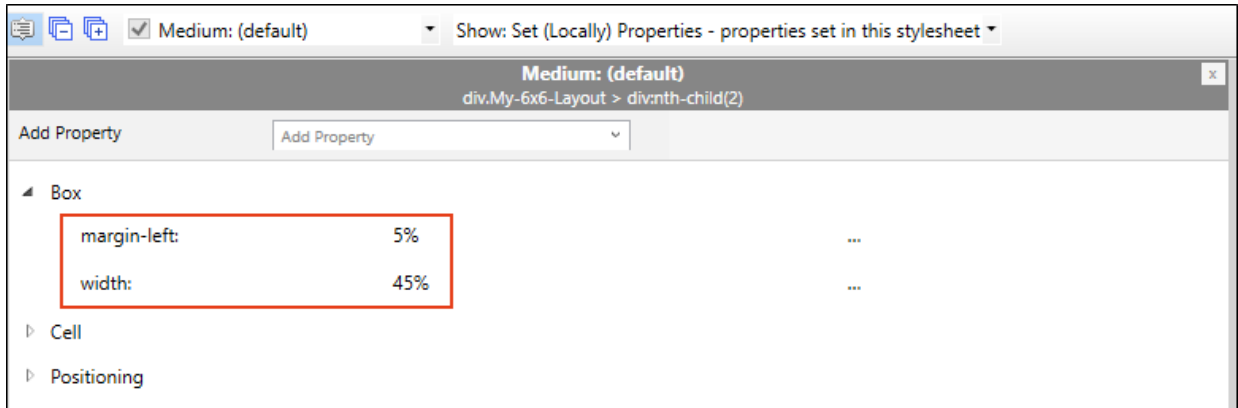 Medium: (default) Show: Set (Locally) Properties - properties set in this stylesheet
Medium: (default) x
div.My-6x6-Layout > div:nth-child(2)
Add Property Add Property
Box
margin-left: 5% ...
width: 45% ...
Cell
Positioning